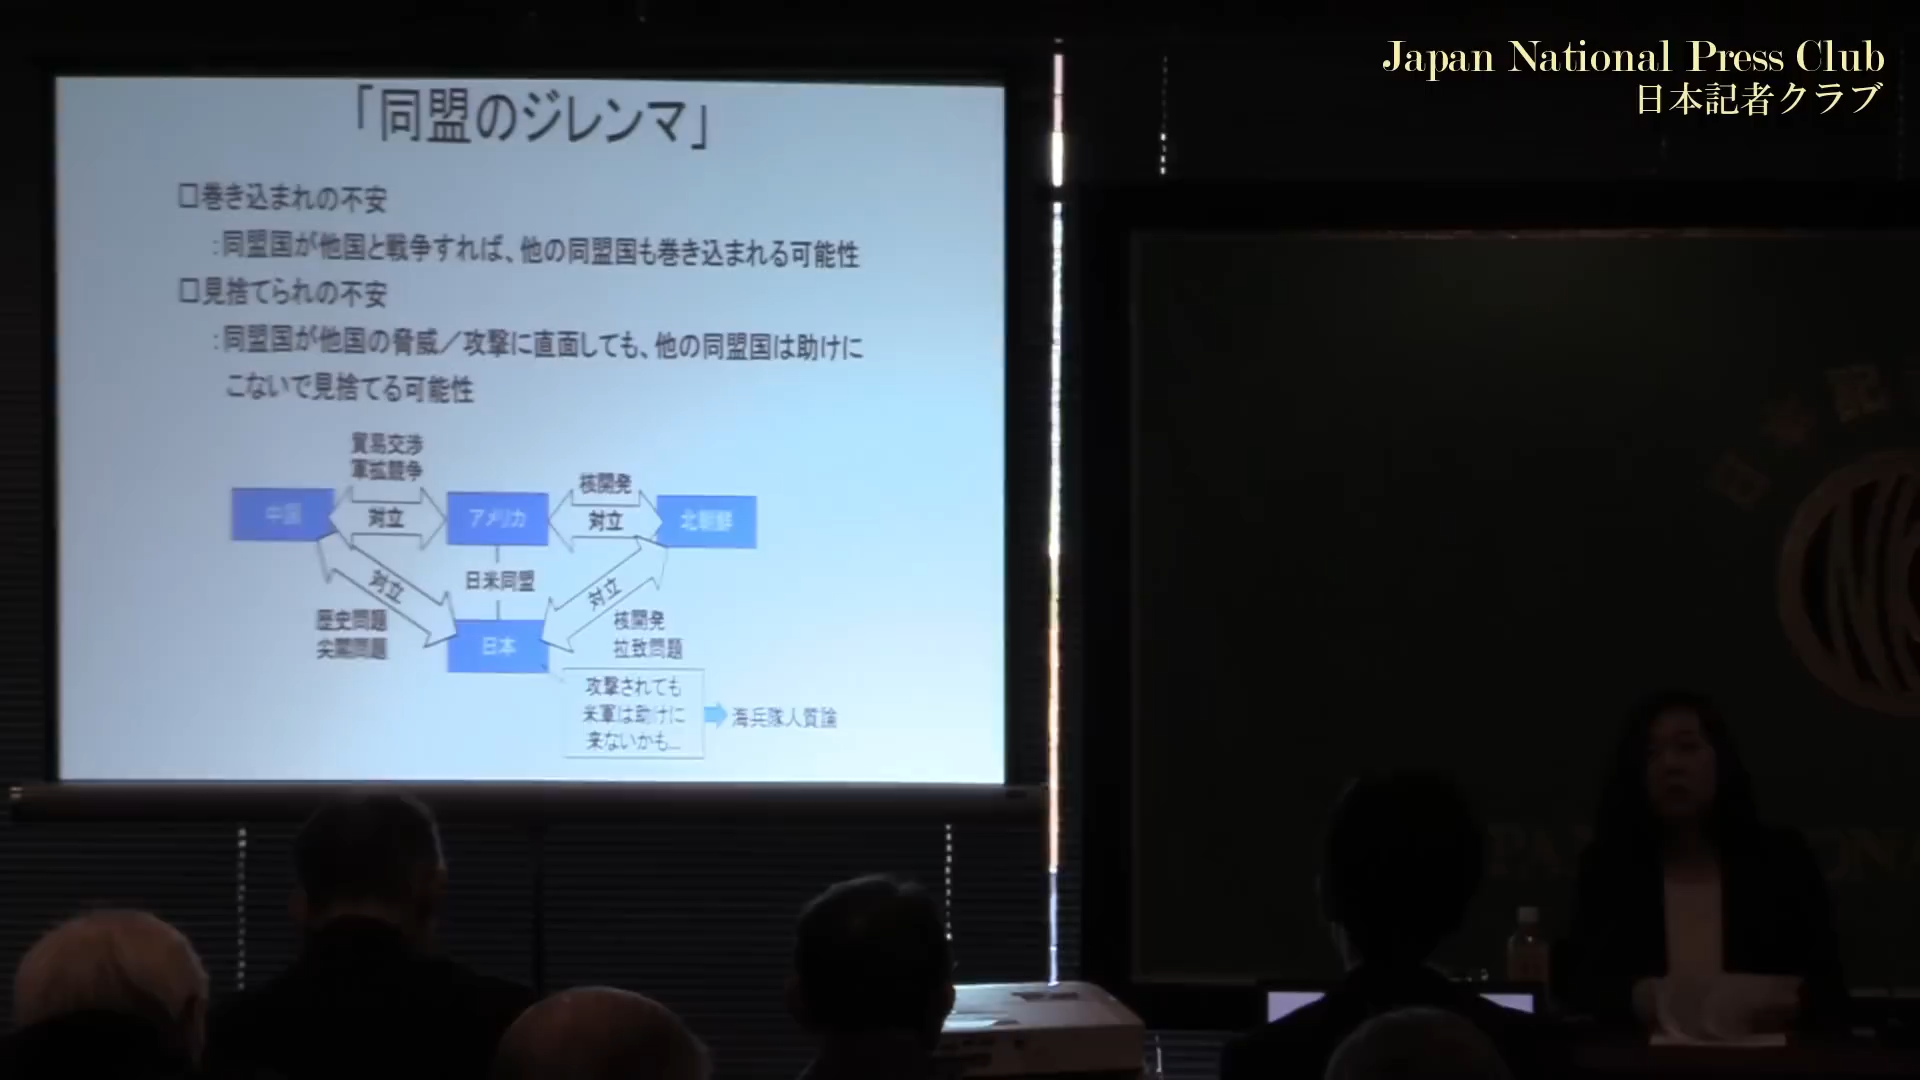 Japan National Press Club
日本記者クラブ
「同盟のジレンマ」
□巻き込まれの不安
:同盟国が他国と戦争すれば、他の同盟国も巻き込まれる可能性
□見捨てられの不安
:同盟国が他国の脅威／攻撃に直面しても、他の同盟国は助けに
こないで見捨てる可能性
貿易交渉
軍拡競争
核開発
中国
対立
アメリカ
対立
北朝鮮
対立
日米同盟
対立
歴史問題
尖閣問題
日本
核開発
拉致問題
攻撃されても
米軍は助けに
来ないかも...
海兵隊人質論